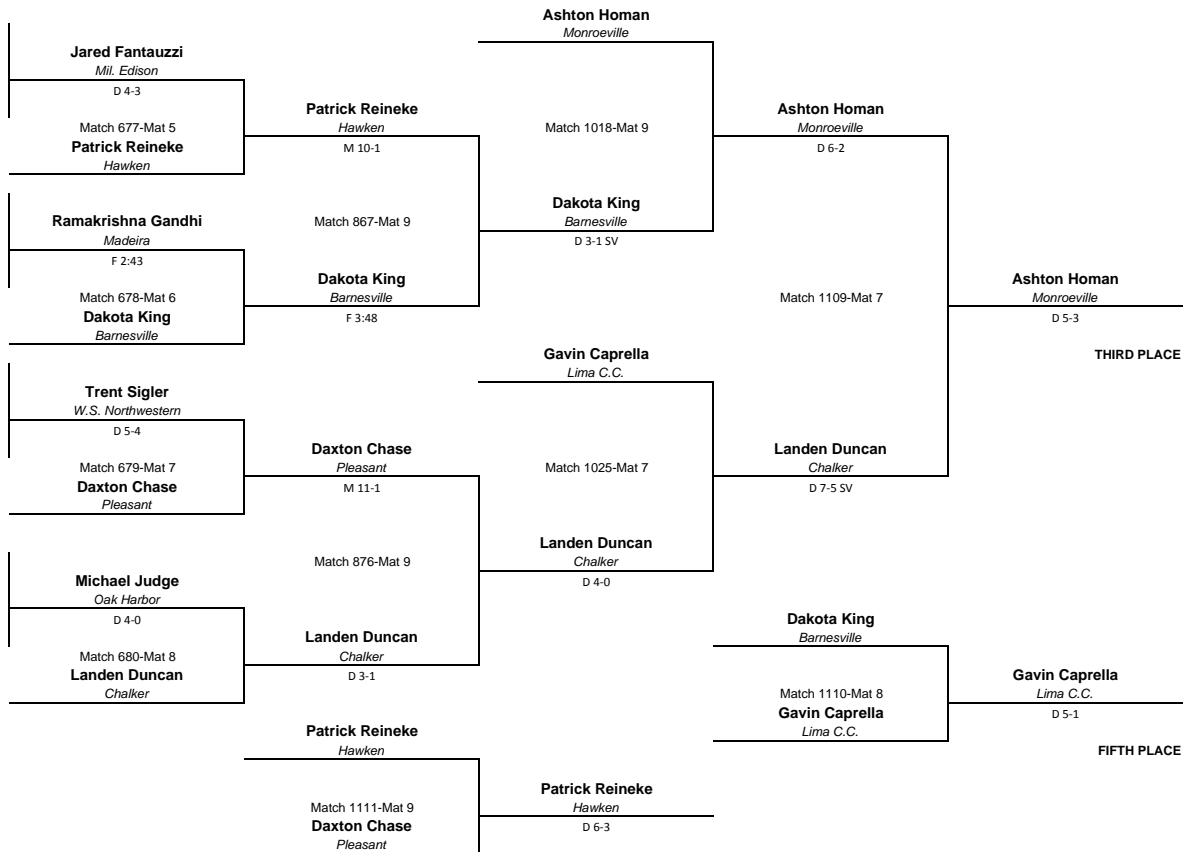 Ashton Homan
Monroeville
Jared Fantauzzi
Mil. Edison
D 4-3
Patrick Reineke
Hawken
M 10-1
Match 1018-Mat 9
Ashton Homan
Monroeville
D 6-2
Match 677-Mat 5
Patrick Reineke
Hawken
Ramakrishna Gandhi
Madeira
F 2:43
Match 867-Mat 9
Dakota King
Barnesville
D 3-1 SV
Match 678-Mat 6
Dakota King
Barnesville
Dakota King
Barnesville
F 3:48
Match 1109-Mat 7
Ashton Homan
Monroeville
D 5-3
THIRD PLACE
Gavin Caprella
Lima C.C.
Trent Sigler
W.S. Northwestern
D 5-4
Daxton Chase
Pleasant
M 11-1
Match 1025-Mat 7
Landen Duncan
Chalker
D 7-5 SV
Match 679-Mat 7
Daxton Chase
Pleasant
Match 876-Mat 9
Landen Duncan
Chalker
D 4-0
Michael Judge
Oak Harbor
D 4-0
Match 680-Mat 8
Landen Duncan
Chalker
Landen Duncan
Chalker
D 3-1
Dakota King
Barnesville
Match 1110-Mat 8
Gavin Caprella
Lima C.C.
Gavin Caprella
Lima C.C.
D 5-1
FIFTH PLACE
Patrick Reineke
Hawken
Match 1111-Mat 9
Daxton Chase
Pleasant
Patrick Reineke
Hawken
D 6-3